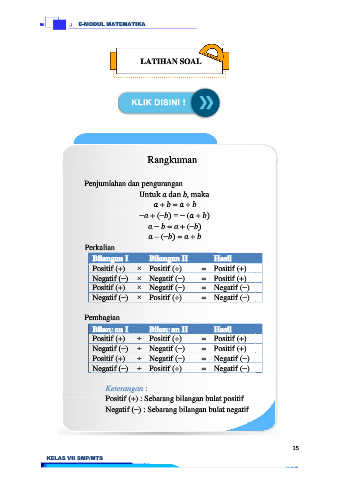 E-MODUL MATEMATIKA
LATIHAN SOAL
KLIK DISINI !
Rangkuman
Penjumlahan dan pengurangan
Untuk a dan b, maka
a + b = a + b
−a + (−b) = − (a + b)
a − b = a + (−b)
a − (−b) = a + b
Perkalian
Bilangan I Bilangan II Hasil
Positif (+) × Positif (+) = Positif (+)
Negatif (−) × Negatif (−) = Positif (+)
Positif (+) × Negatif (−) = Negatif (−)
Negatif (−) × Positif (+) = Negatif (−)
Pembagian
Bilangan I Bilangan II Hasil
Positif (+) ÷ Positif (+) = Positif (+)
Negatif (−) ÷ Negatif (−) = Positif (+)
Positif (+) ÷ Negatif (−) = Negatif (−)
Negatif (−) ÷ Positif (+) = Negatif (−)
Keterangan :
Positif (+) : Sebarang bilangan bulat positif
Negatif (−) : Sebarang bilangan bulat negatif
15
KELAS VII SMP/MTS